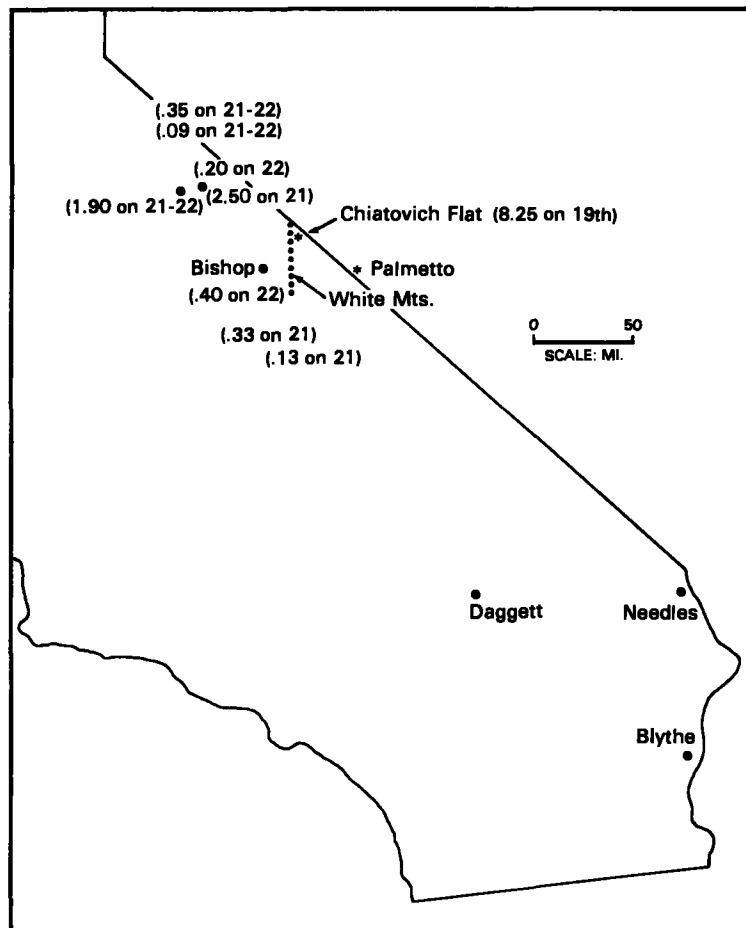 (.35 on 21-22)
(.09 on 21-22)
(.20 on 22)
(1.90 on 21-22)
(2.50 on 21)
Chiatovich Flat (8.25 on 19th)
Bishop
* Palmetto
(.40 on 22)
White Mts.
(.33 on 21)
(.13 on 21)
0 50
SCALE: MI.
Daggett
Needles
Blythe